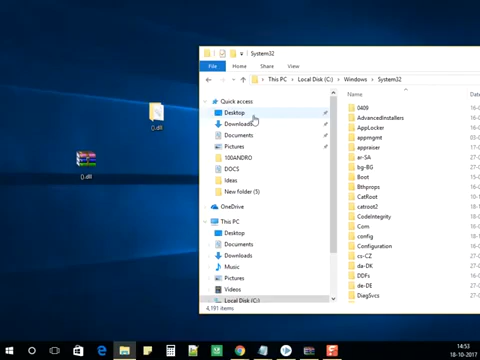 System32
File Home Share View
This PC Local Disk (C:) Windows System32
Quick access
Desktop
Downloads
Documents
Pictures
100ANDRO
DOCS
Ideas
New folder (5)
OneDrive
This PC
Desktop
Documents
Downloads
Music
Pictures
Videos
Local Disk (C:)
4,191 items
Name
0409
AdvancedInstallers
AppLocker
appmgmt
appraiser
ar-SA
bg-BG
Boot
Bthprops
CatRoot
catroot2
CodeIntegrity
Com
config
Configuration
cs-CZ
da-DK
DDFs
de-DE
DiagSvcs
0.dll
0.dll
14:53
18-10-2017